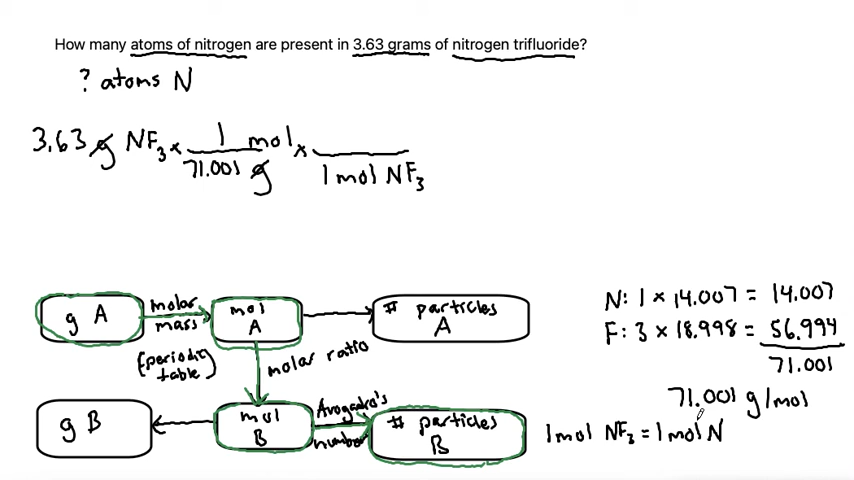 How many atoms of nitrogen are present in 3.63 grams of nitrogen trifluoride?
? atoms N
3.63 g NF₃ × 1 mol ×
71.001 g 1 mol NF₃
g A
molar
mass
(periodic
table)
mol
A
# particles
A
molar ratio
g B
mol
B
Avogadro's
number
# particles
B
N: 1 × 14.007 = 14.007
F: 3 × 18.998 = 56.994
71.001
71.001 g/mol
1 mol NF₃ = 1 mol N